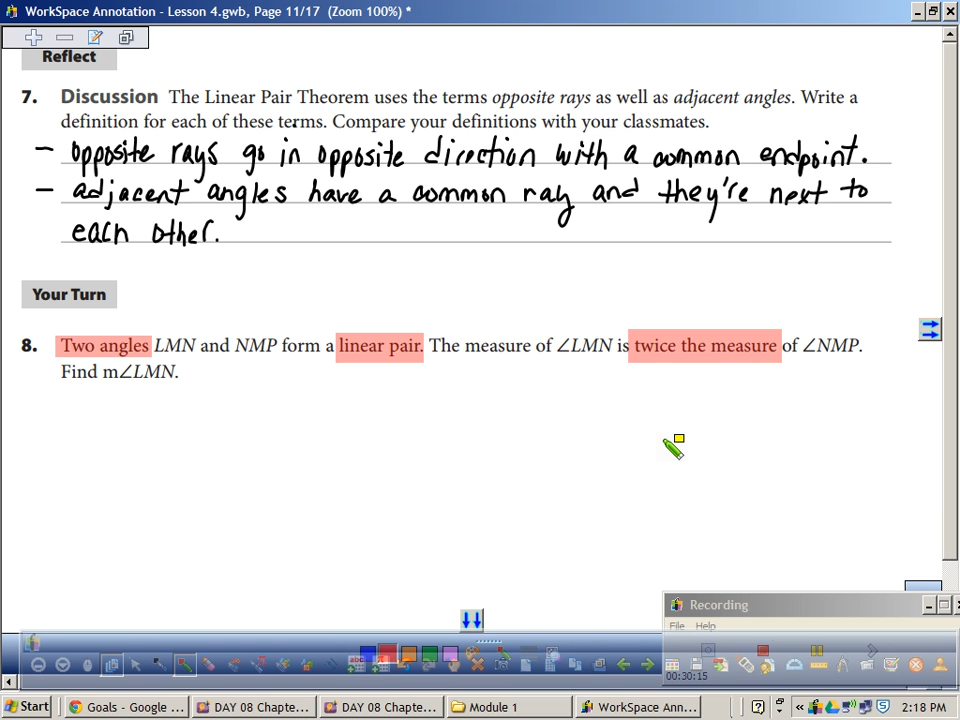 WorkSpace Annotation - Lesson 4.gwb, Page 11/17 (Zoom 100%) *
Reflect
7. Discussion The Linear Pair Theorem uses the terms opposite rays as well as adjacent angles. Write a
definition for each of these terms. Compare your definitions with your classmates.
- opposite rays go in opposite direction with a common endpoint.
- adjacent angles have a common ray and they're next to
each other.
Your Turn
8. Two angles LMN and NMP form a linear pair. The measure of ∠LMN is twice the measure of ∠NMP.
Find m∠LMN.
Recording
File Help
00:30:15
Start Goals - Google ... DAY 08 Chapte... DAY 08 Chapte... Module 1 WorkSpace Ann... « 2:18 PM